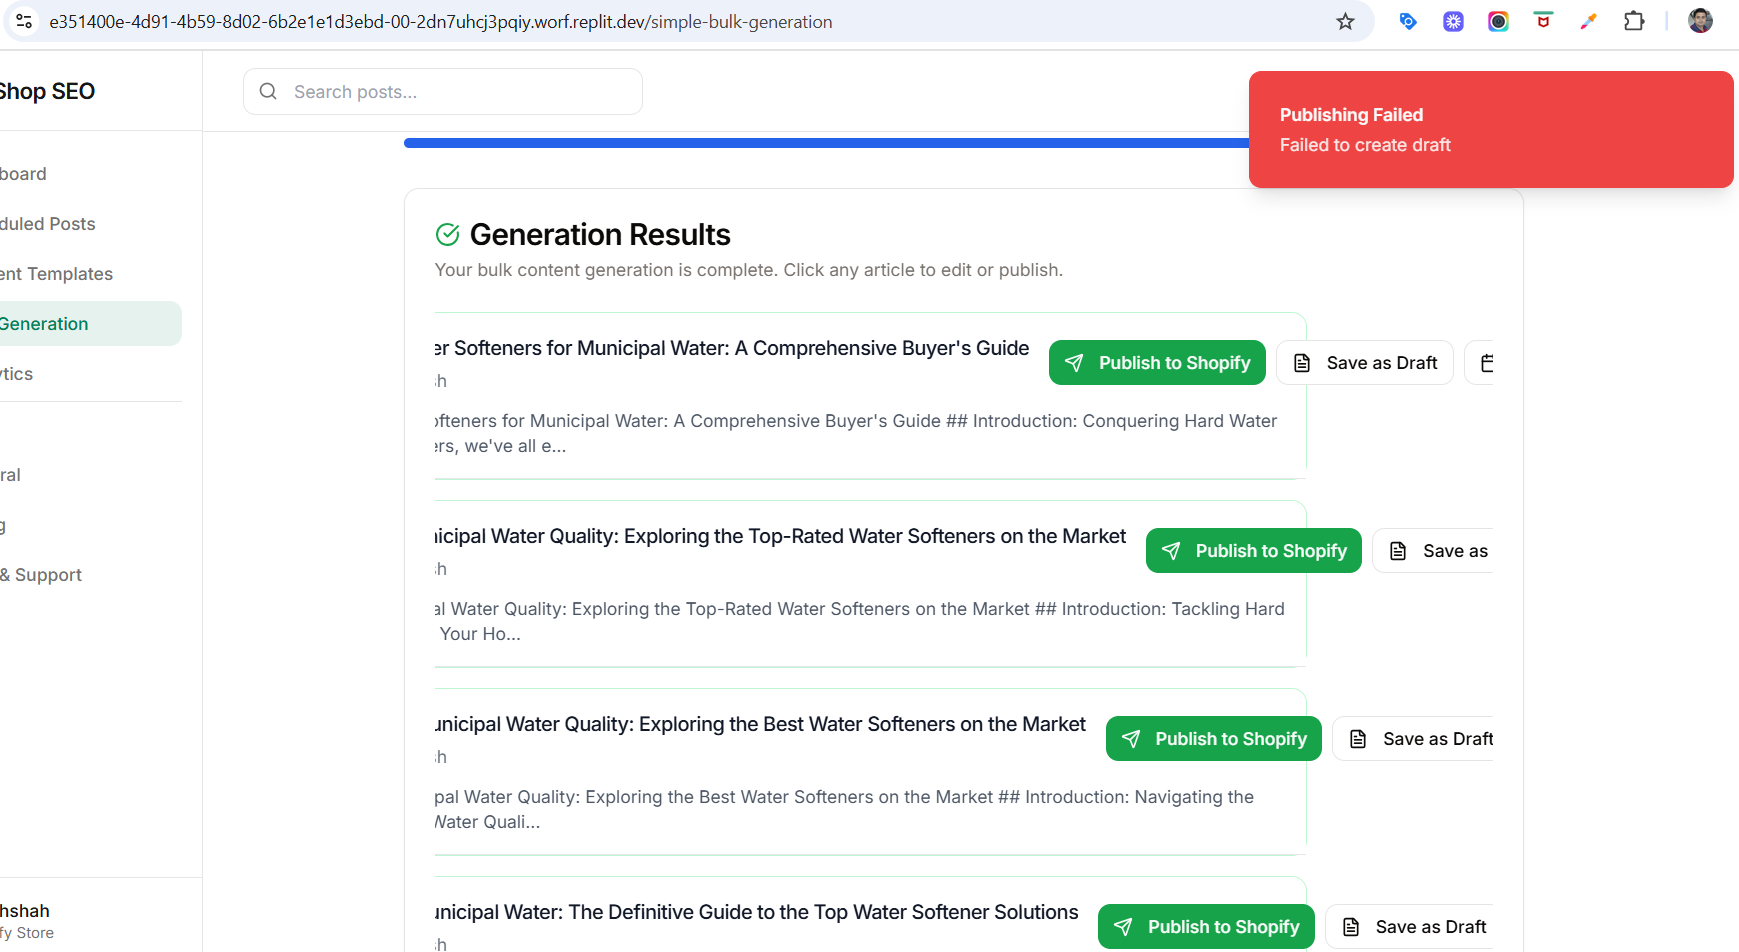 e351400e-4d91-4b59-8d02-6b2e1e1d3ebd-00-2dn7uhcj3pqiy.worf.replit.dev/simple-bulk-generation
Shop SEO
Search posts...
Publishing Failed
Failed to create draft
board
duled Posts
ent Templates
Generation
ytics
ral
g
& Support
hshah
fy Store
Generation Results
Your bulk content generation is complete. Click any article to edit or publish.
er Softeners for Municipal Water: A Comprehensive Buyer's Guide
Publish to Shopify
Save as Draft
sh
ofteners for Municipal Water: A Comprehensive Buyer's Guide ## Introduction: Conquering Hard Water
ers, we've all e...
nicipal Water Quality: Exploring the Top-Rated Water Softeners on the Market
Publish to Shopify
Save as
sh
al Water Quality: Exploring the Top-Rated Water Softeners on the Market ## Introduction: Tackling Hard
Your Ho...
unicipal Water Quality: Exploring the Best Water Softeners on the Market
Publish to Shopify
Save as Draft
sh
pal Water Quality: Exploring the Best Water Softeners on the Market ## Introduction: Navigating the
Water Quali...
unicipal Water: The Definitive Guide to the Top Water Softener Solutions
Publish to Shopify
Save as Draft
sh